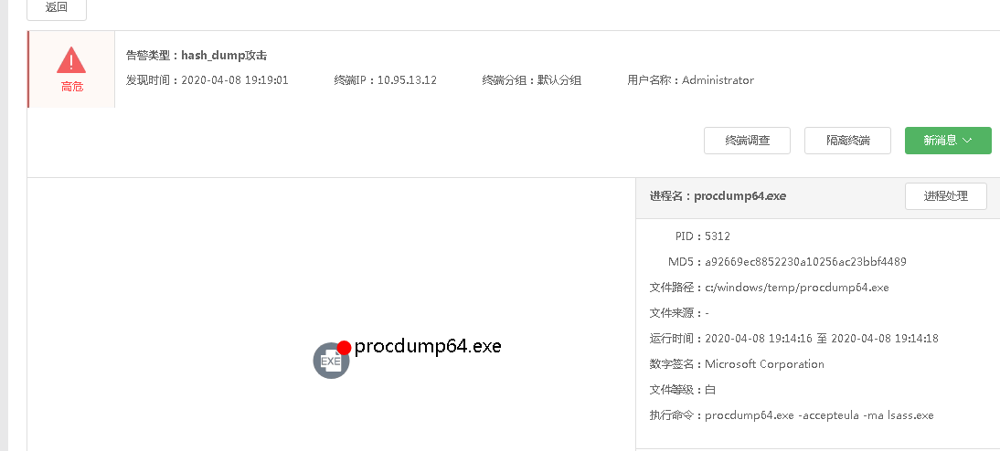 返回
告警类型：hash_dump攻击
高危
发现时间：2020-04-08 19:19:01 终端IP：10.95.13.12 终端分组：默认分组 用户名称：Administrator
终端调查 隔离终端 新消息
进程名：procdump64.exe 进程处理
PID：5312
MD5：a92669ec8852230a10256ac23bbf4489
文件路径：c:/windows/temp/procdump64.exe
文件来源：-
运行时间：2020-04-08 19:14:16 至 2020-04-08 19:14:18
数字签名：Microsoft Corporation
文件等级：白
执行命令：procdump64.exe -accepteula -ma lsass.exe
EXE procdump64.exe